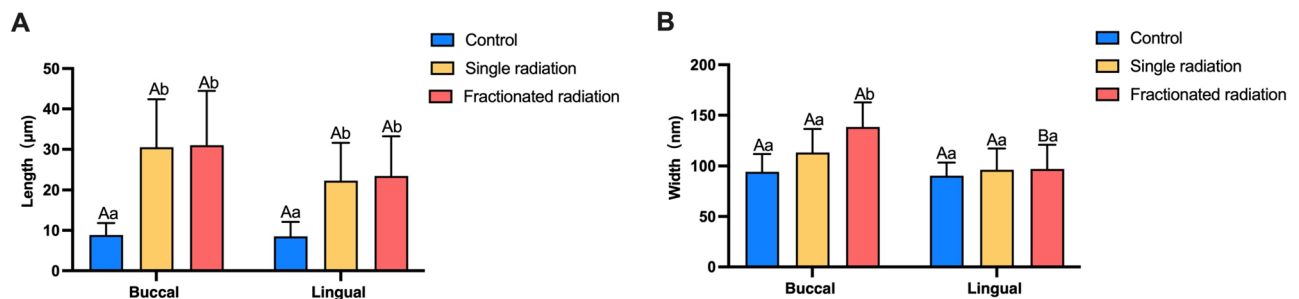 A
Control
Single radiation
Fractionated radiation
50
40
30
20
10
0
Length (μm)
Aa
Ab
Ab
Aa
Ab
Ab
Buccal
Lingual
B
Control
Single radiation
Fractionated radiation
200
150
100
50
0
Width (nm)
Aa
Aa
Ab
Aa
Aa
Ba
Buccal
Lingual